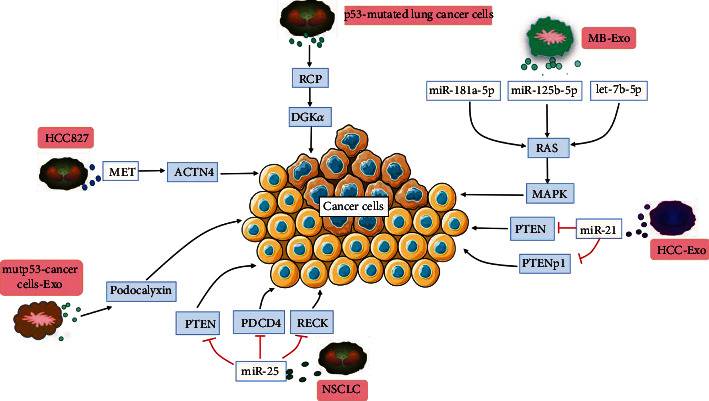 p53-mutated lung cancer cells
MB-Exo
RCP
miR-181a-5p
miR-125b-5p
let-7b-5p
DGKα
HCC827
RAS
MET
ACTN4
MAPK
Cancer cells
PTEN
miR-21
HCC-Exo
PTENp1
mutp53-cancer
cells-Exo
Podocalyxin
PTEN
PDCD4
RECK
miR-25
NSCLC